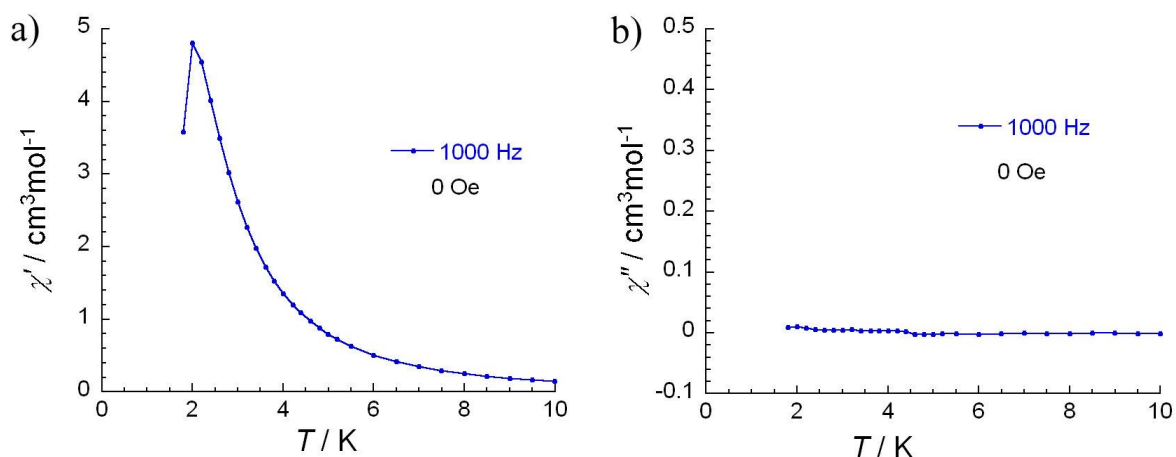 a)
5
4
3
2
1
0
χ' / cm³mol⁻¹
1000 Hz
0 Oe
0 2 4 6 8 10
T / K
b)
0.5
0.4
0.3
0.2
0.1
0
-0.1
χ'' / cm³mol⁻¹
1000 Hz
0 Oe
0 2 4 6 8 10
T / K